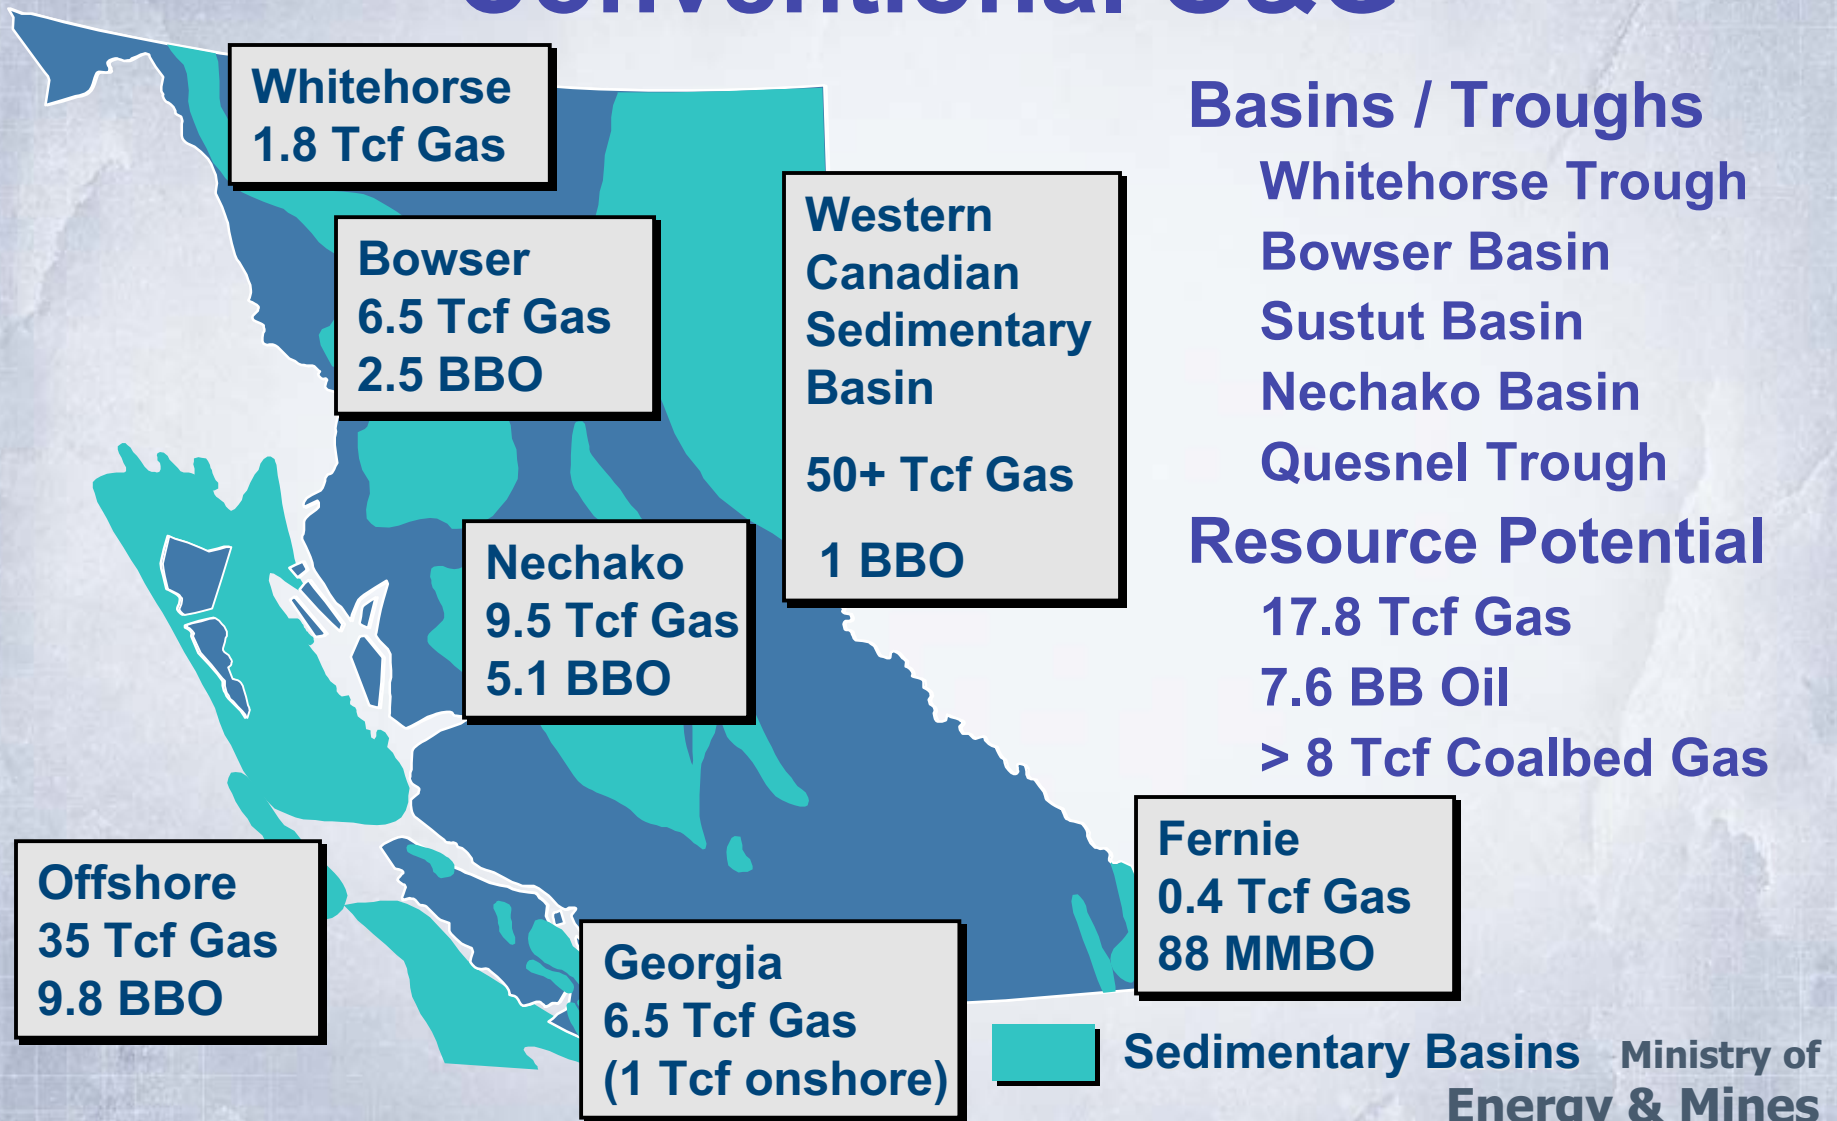 Conventional O&G
Whitehorse
1.8 Tcf Gas
Bowser
6.5 Tcf Gas
2.5 BBO
Western
Canadian
Sedimentary
Basin
50+ Tcf Gas
1 BBO
Nechako
9.5 Tcf Gas
5.1 BBO
Offshore
35 Tcf Gas
9.8 BBO
Georgia
6.5 Tcf Gas
(1 Tcf onshore)
Fernie
0.4 Tcf Gas
88 MMBO
Basins / Troughs
Whitehorse Trough
Bowser Basin
Sustut Basin
Nechako Basin
Quesnel Trough
Resource Potential
17.8 Tcf Gas
7.6 BB Oil
> 8 Tcf Coalbed Gas
Sedimentary Basins
Ministry of
Energy & Mines